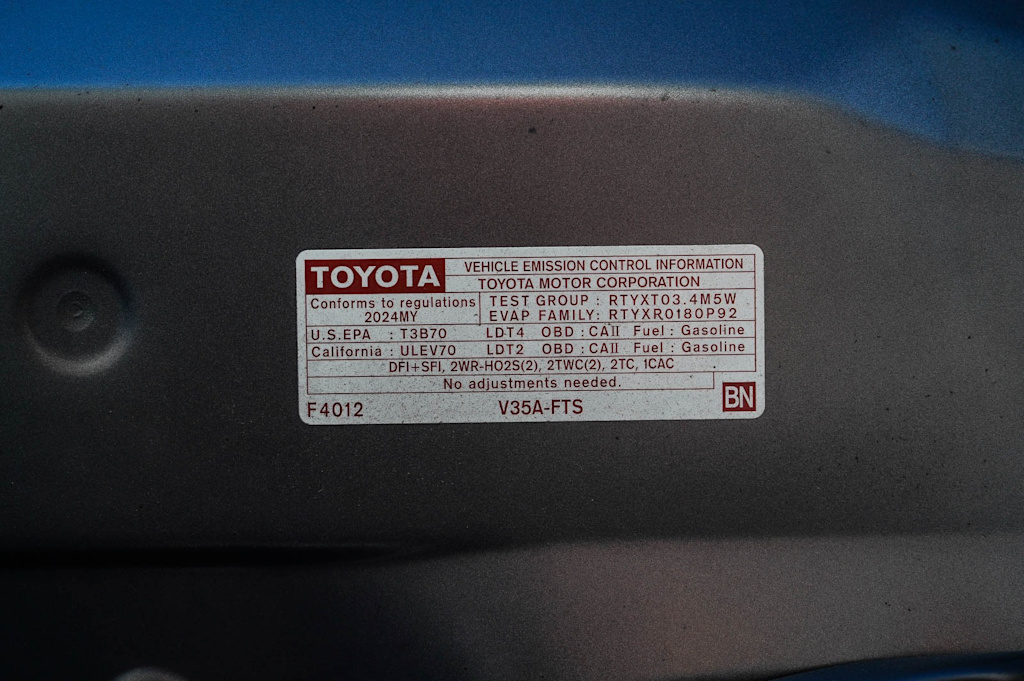 TOYOTA VEHICLE EMISSION CONTROL INFORMATION
TOYOTA MOTOR CORPORATION
Conforms to regulations
2024MY
TEST GROUP : RTYXT03.4M5W
EVAP FAMILY: RTYXR0180P92
U.S.EPA : T3B70 LDT4 OBD : CAII Fuel : Gasoline
California : ULEV70 LDT2 OBD : CAII Fuel : Gasoline
DFI+SFI, 2WR-HO2S(2), 2TWC(2), 2TC, 1CAC
No adjustments needed.
F4012 V35A-FTS BN